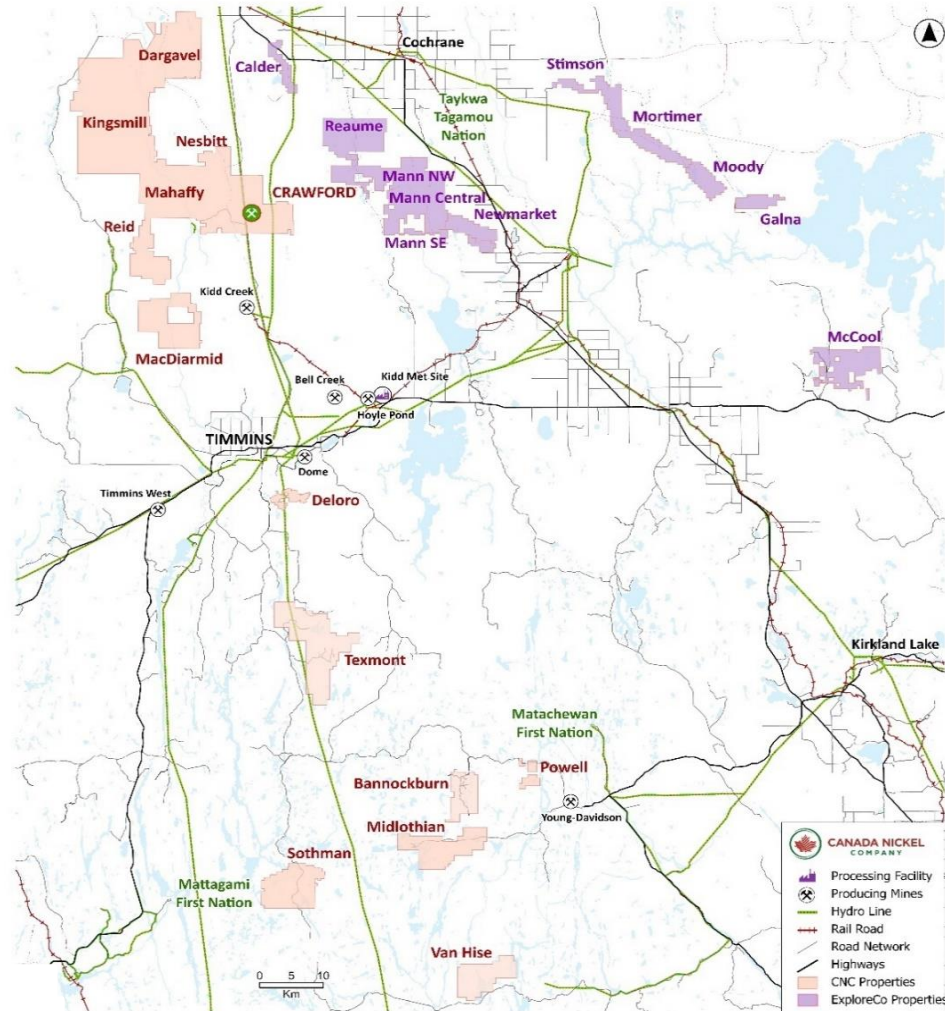 Dargavel
Cochrane
Calder
Stimson
Taykwa
Tagamou
Nation
Kingsmill
Reaume
Mortimer
Nesbitt
Mann NW
Moody
Mahaffy
CRAWFORD
Mann Central
Newmarket
Galna
Reid
Mann SE
Kidd Creek
McCool
MacDiarmid
Bell Creek
Kidd Met Site
Hoyle Pond
TIMMINS
Dome
Timmins West
Deloro
Kirkland Lake
Texmont
Matachewan
First Nation
Powell
Bannockburn
Young-Davidson
Midlothian
Sothman
Mattagami
First Nation
Van Hise
0 5 10
Km
CANADA NICKEL
COMPANY
Processing Facility
Producing Mines
Hydro Line
Rail Road
Road Network
Highways
CNC Properties
ExploreCo Properties